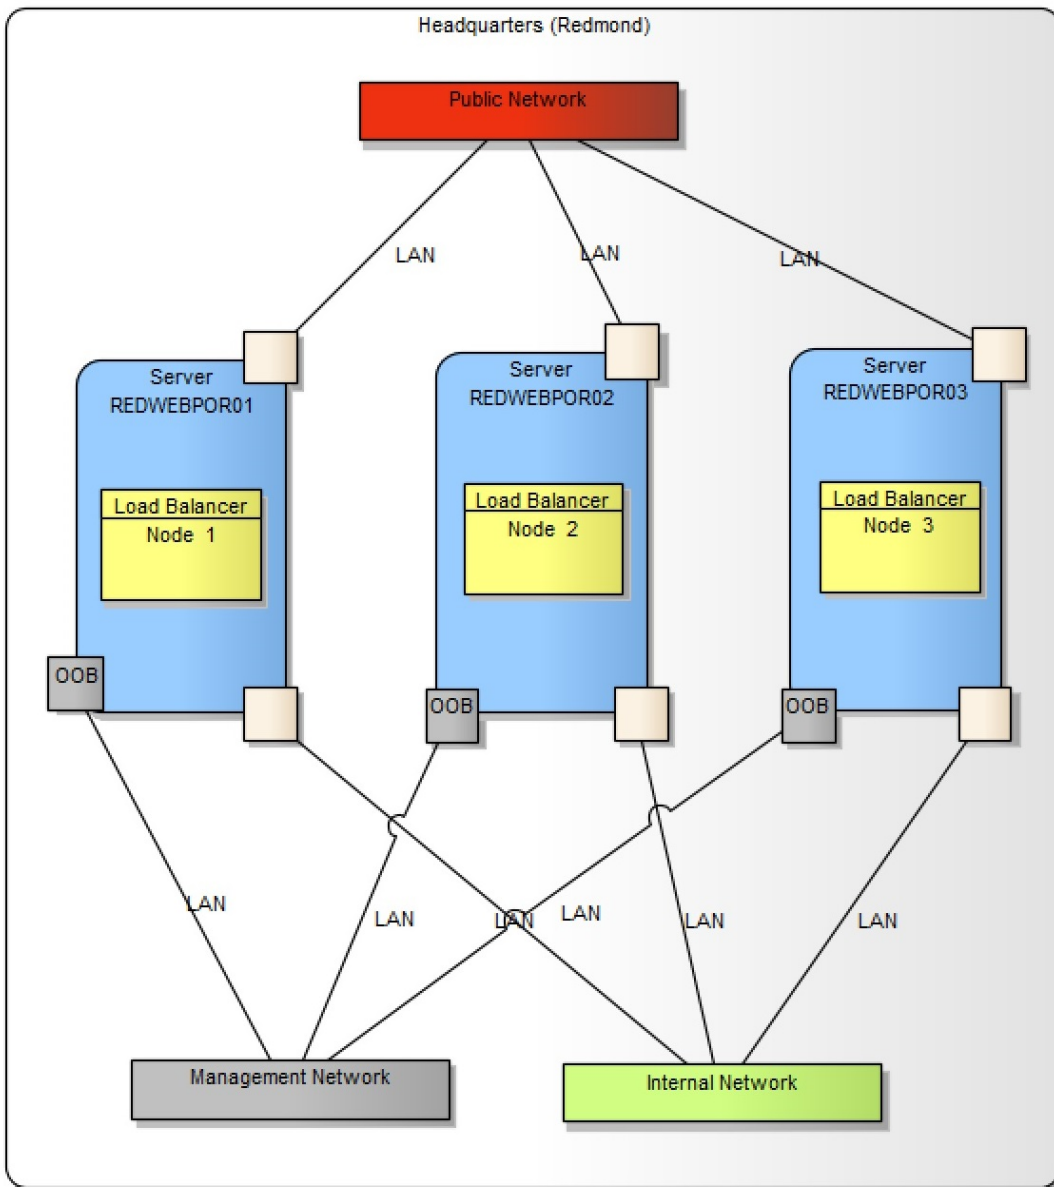 Headquarters (Redmond)
Public Network
LAN
LAN
LAN
Server
REDWEBPOR01
Load Balancer
Node 1
OOB
Server
REDWEBPOR02
Load Balancer
Node 2
OOB
Server
REDWEBPOR03
Load Balancer
Node 3
OOB
LAN
LAN
LAN
LAN
LAN
LAN
Management Network
Internal Network